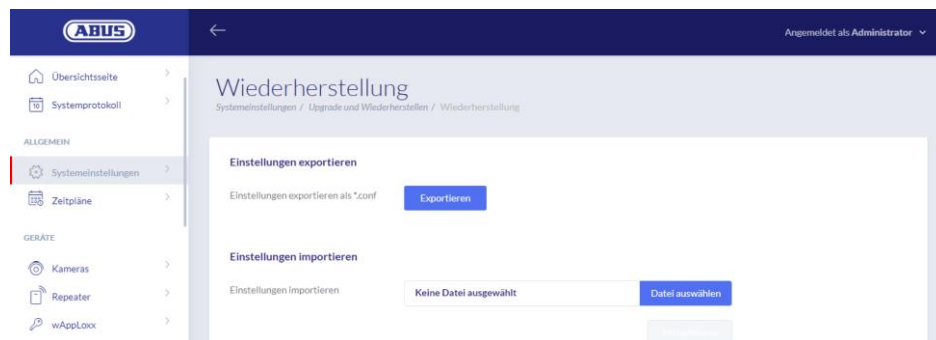 ABUS
Angemeldet als Administrator
Übersichtsseite
10 Systemprotokoll
ALLGEMEIN
Systemeinstellungen
Zeitpläne
GERÄTE
Kameras
Repeater
wAppLoxx
Wiederherstellung
Systemeinstellungen / Upgrade und Wiederherstellen / Wiederherstellung
Einstellungen exportieren
Einstellungen exportieren als *.conf
Exportieren
Einstellungen importieren
Einstellungen importieren
Keine Datei ausgewählt
Datei auswählen